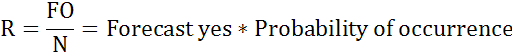 R = FO/N = Forecast yes * Probability of occurrence